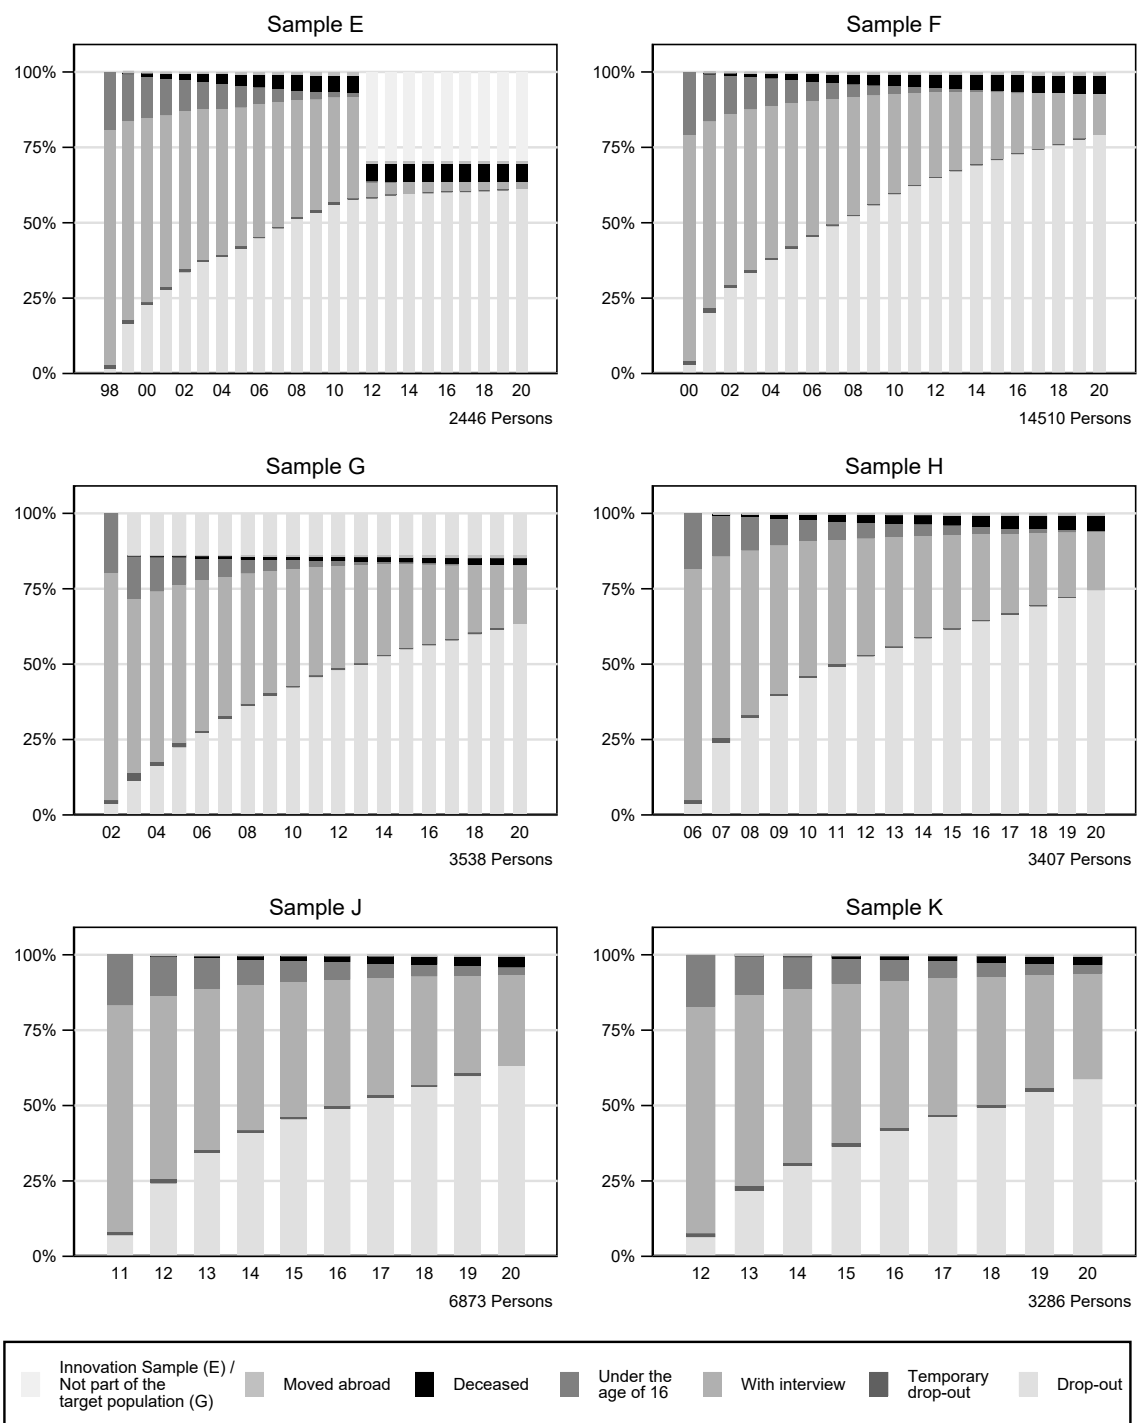 Sample E
Sample F
100%
75%
50%
25%
0%
98 00 02 04 06 08 10 12 14 16 18 20
2446 Persons
100%
75%
50%
25%
0%
00 02 04 06 08 10 12 14 16 18 20
14510 Persons
Sample G
Sample H
100%
75%
50%
25%
0%
02 04 06 08 10 12 14 16 18 20
3538 Persons
100%
75%
50%
25%
0%
06 07 08 09 10 11 12 13 14 15 16 17 18 19 20
3407 Persons
Sample J
Sample K
100%
75%
50%
25%
0%
11 12 13 14 15 16 17 18 19 20
6873 Persons
100%
75%
50%
25%
0%
12 13 14 15 16 17 18 19 20
3286 Persons
Innovation Sample (E) /
Not part of the
target population (G)
Moved abroad
Deceased
Under the
age of 16
With interview
Temporary
drop-out
Drop-out